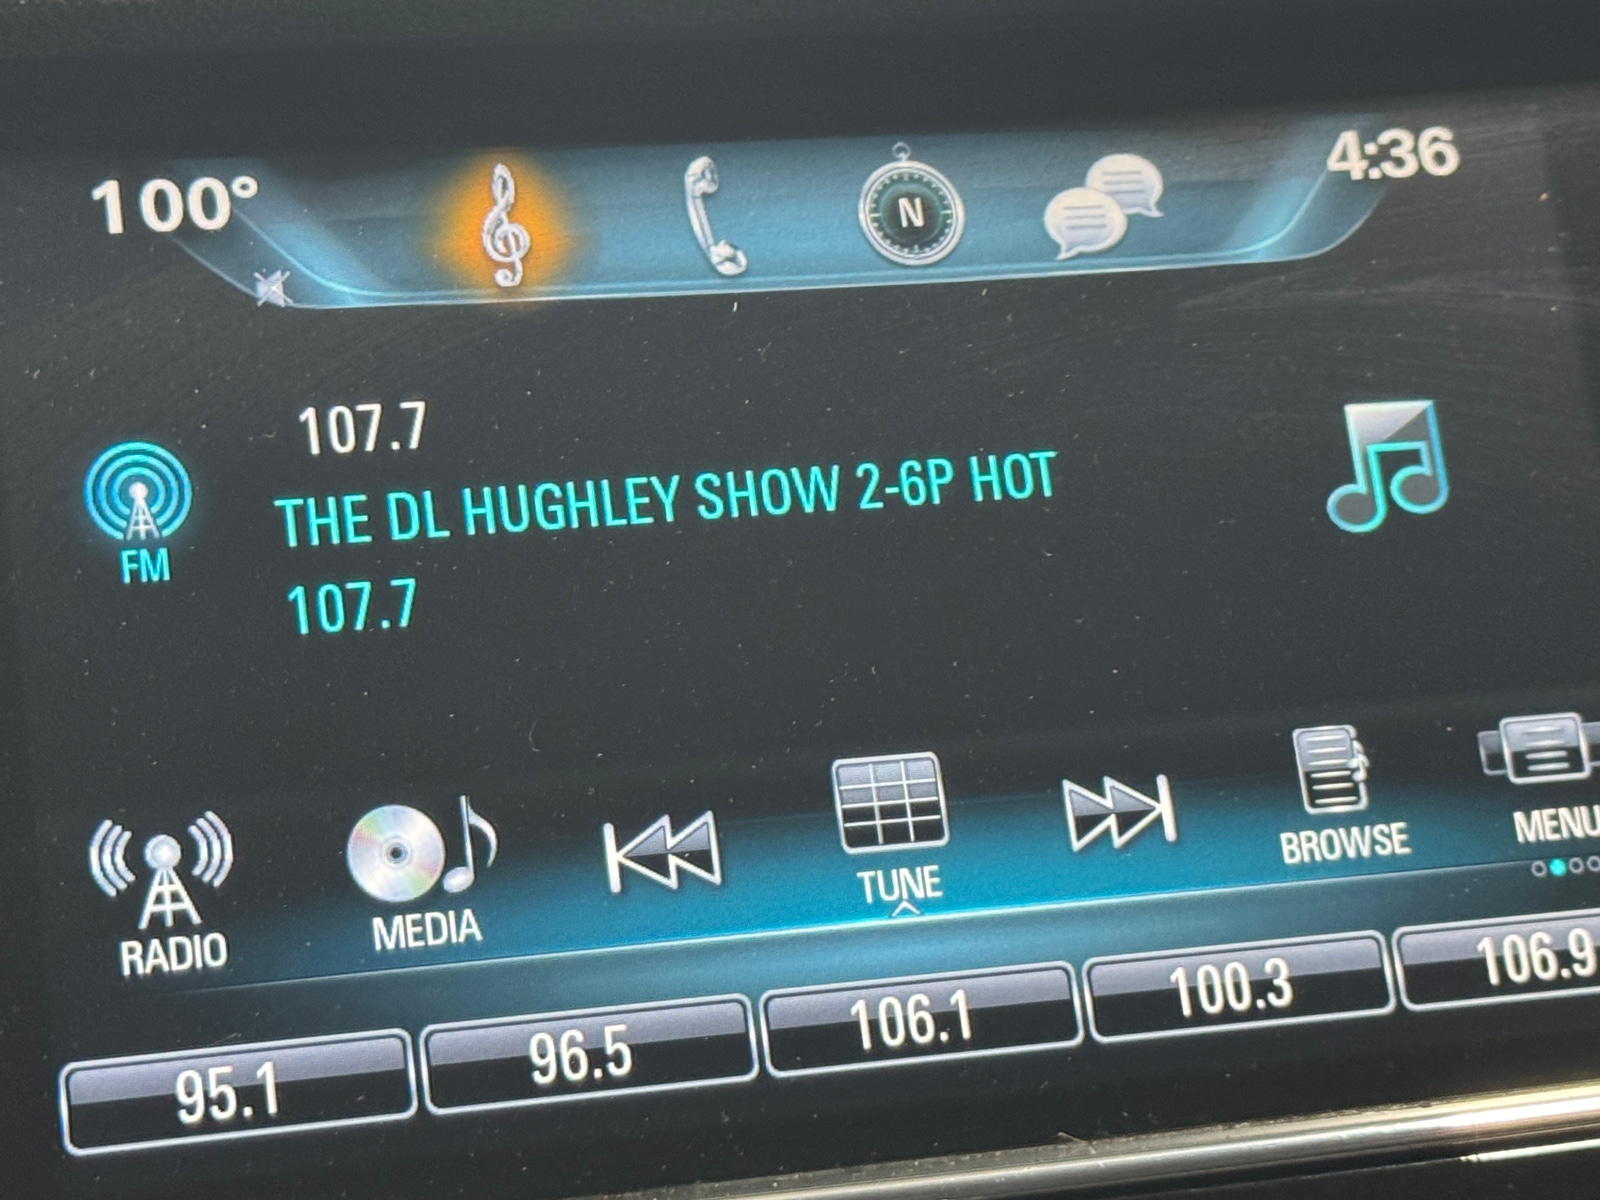 100° 4:36
N
107.7
THE DL HUGHLEY SHOW 2-6P HOT
107.7
FM
RADIO MEDIA TUNE BROWSE MENU
95.1 96.5 106.1 100.3 106.9